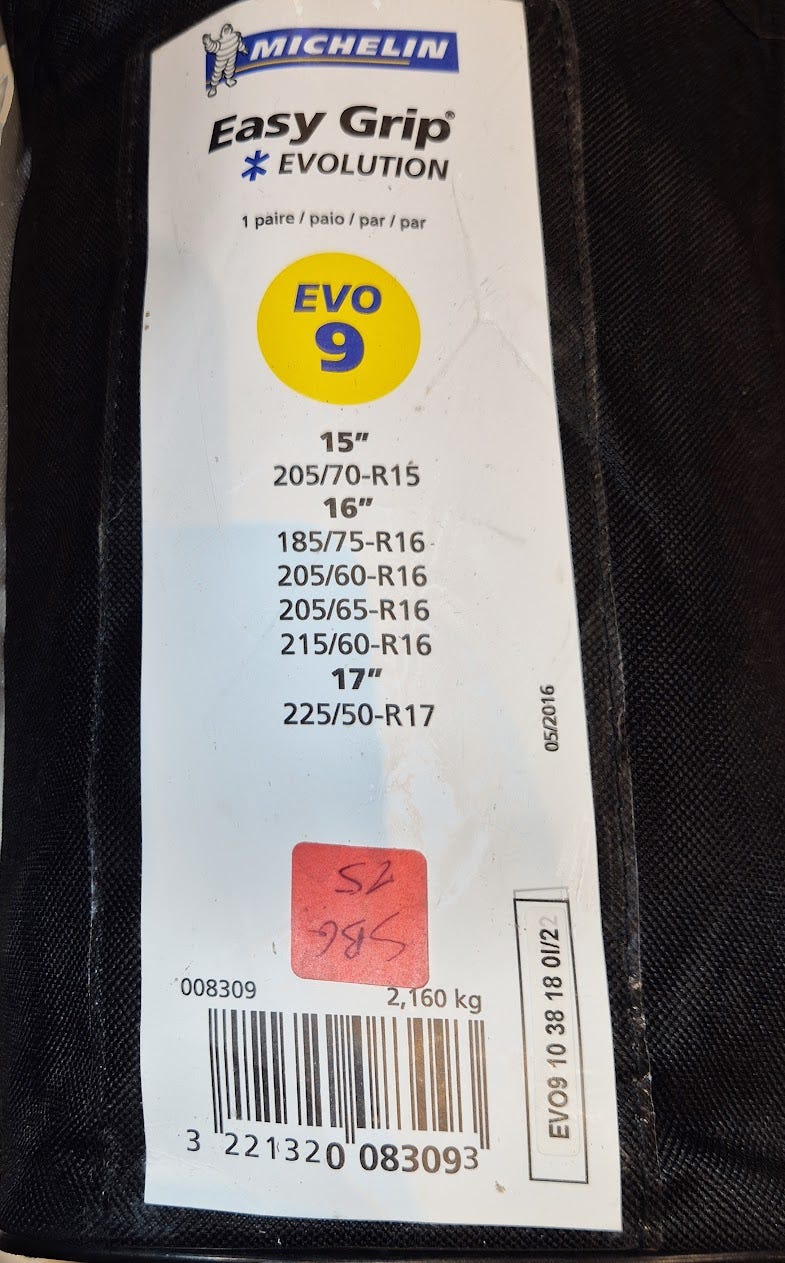 MICHELIN
Easy Grip®
* EVOLUTION
1 paire / paio / par / par
EVO
9
15"
205/70-R15
16"
185/75-R16
205/60-R16
205/65-R16
215/60-R16
17"
225/50-R17
05/2016
SBG
008309
2,160 kg
EVO9 10 38 18 01/22
3 221320 083093